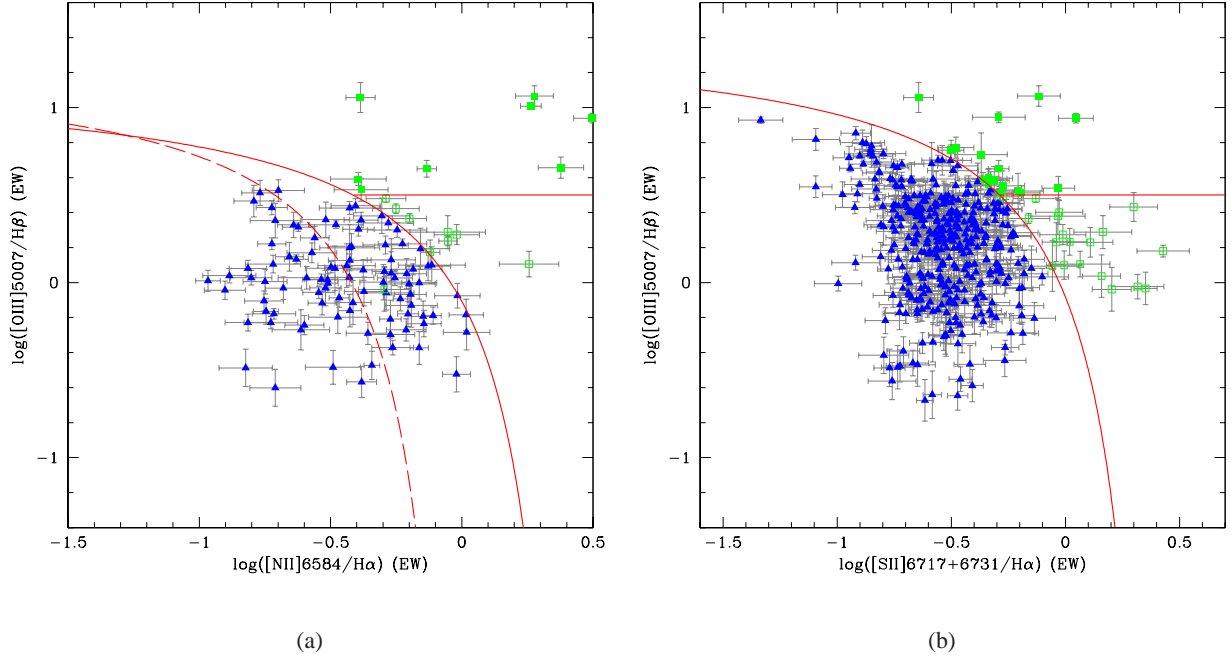 1
0
−1
−1.5
−1
−0.5
0
0.5
log([OIII]5007/Hβ) (EW)
log([NII]6584/Hα) (EW)
(a)
1
0
−1
−1.5
−1
−0.5
0
0.5
log([OIII]5007/Hβ) (EW)
log([SII]6717+6731/Hα) (EW)
(b)